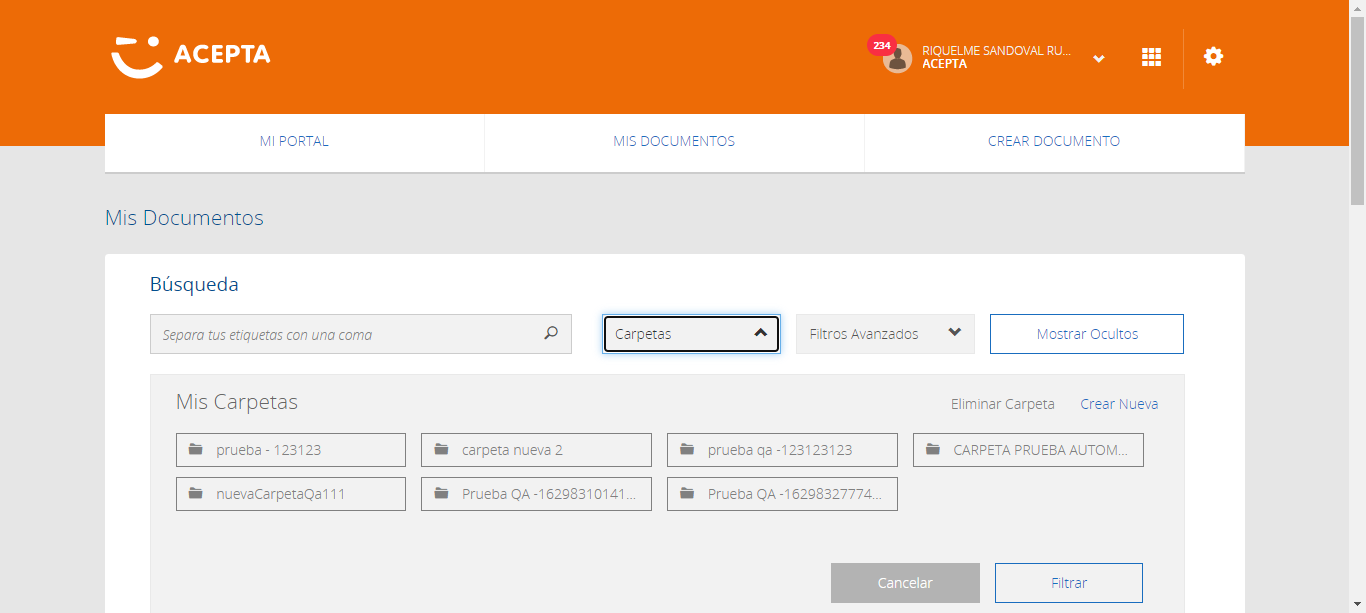 ACEPTA
234
RIQUELME SANDOVAL RU...
ACEPTA
MI PORTAL
MIS DOCUMENTOS
CREAR DOCUMENTO
Mis Documentos
Búsqueda
Separa tus etiquetas con una coma
Carpetas
Filtros Avanzados
Mostrar Ocultos
Mis Carpetas
Eliminar Carpeta
Crear Nueva
prueba - 123123
carpeta nueva 2
prueba qa -123123123
CARPETA PRUEBA AUTOM...
nuevaCarpetaQa111
Prueba QA -16298310141...
Prueba QA -16298327774...
Cancelar
Filtrar